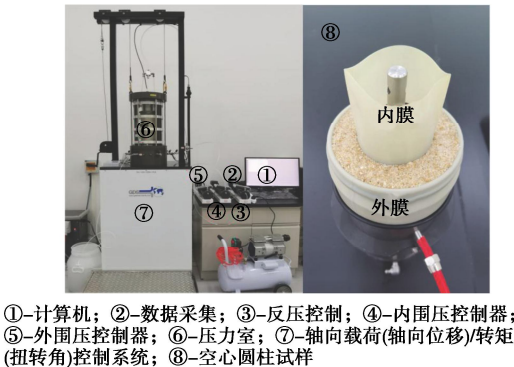 ⑧
⑥
内膜
②
⑤
①
④
③
⑦
外膜
①–计算机；②–数据采集；③–反压控制；④–内围压控制器；
⑤–外围压控制器；⑥–压力室；⑦–轴向载荷(轴向位移)/转矩
(扭转角)控制系统；⑧–空心圆柱试样